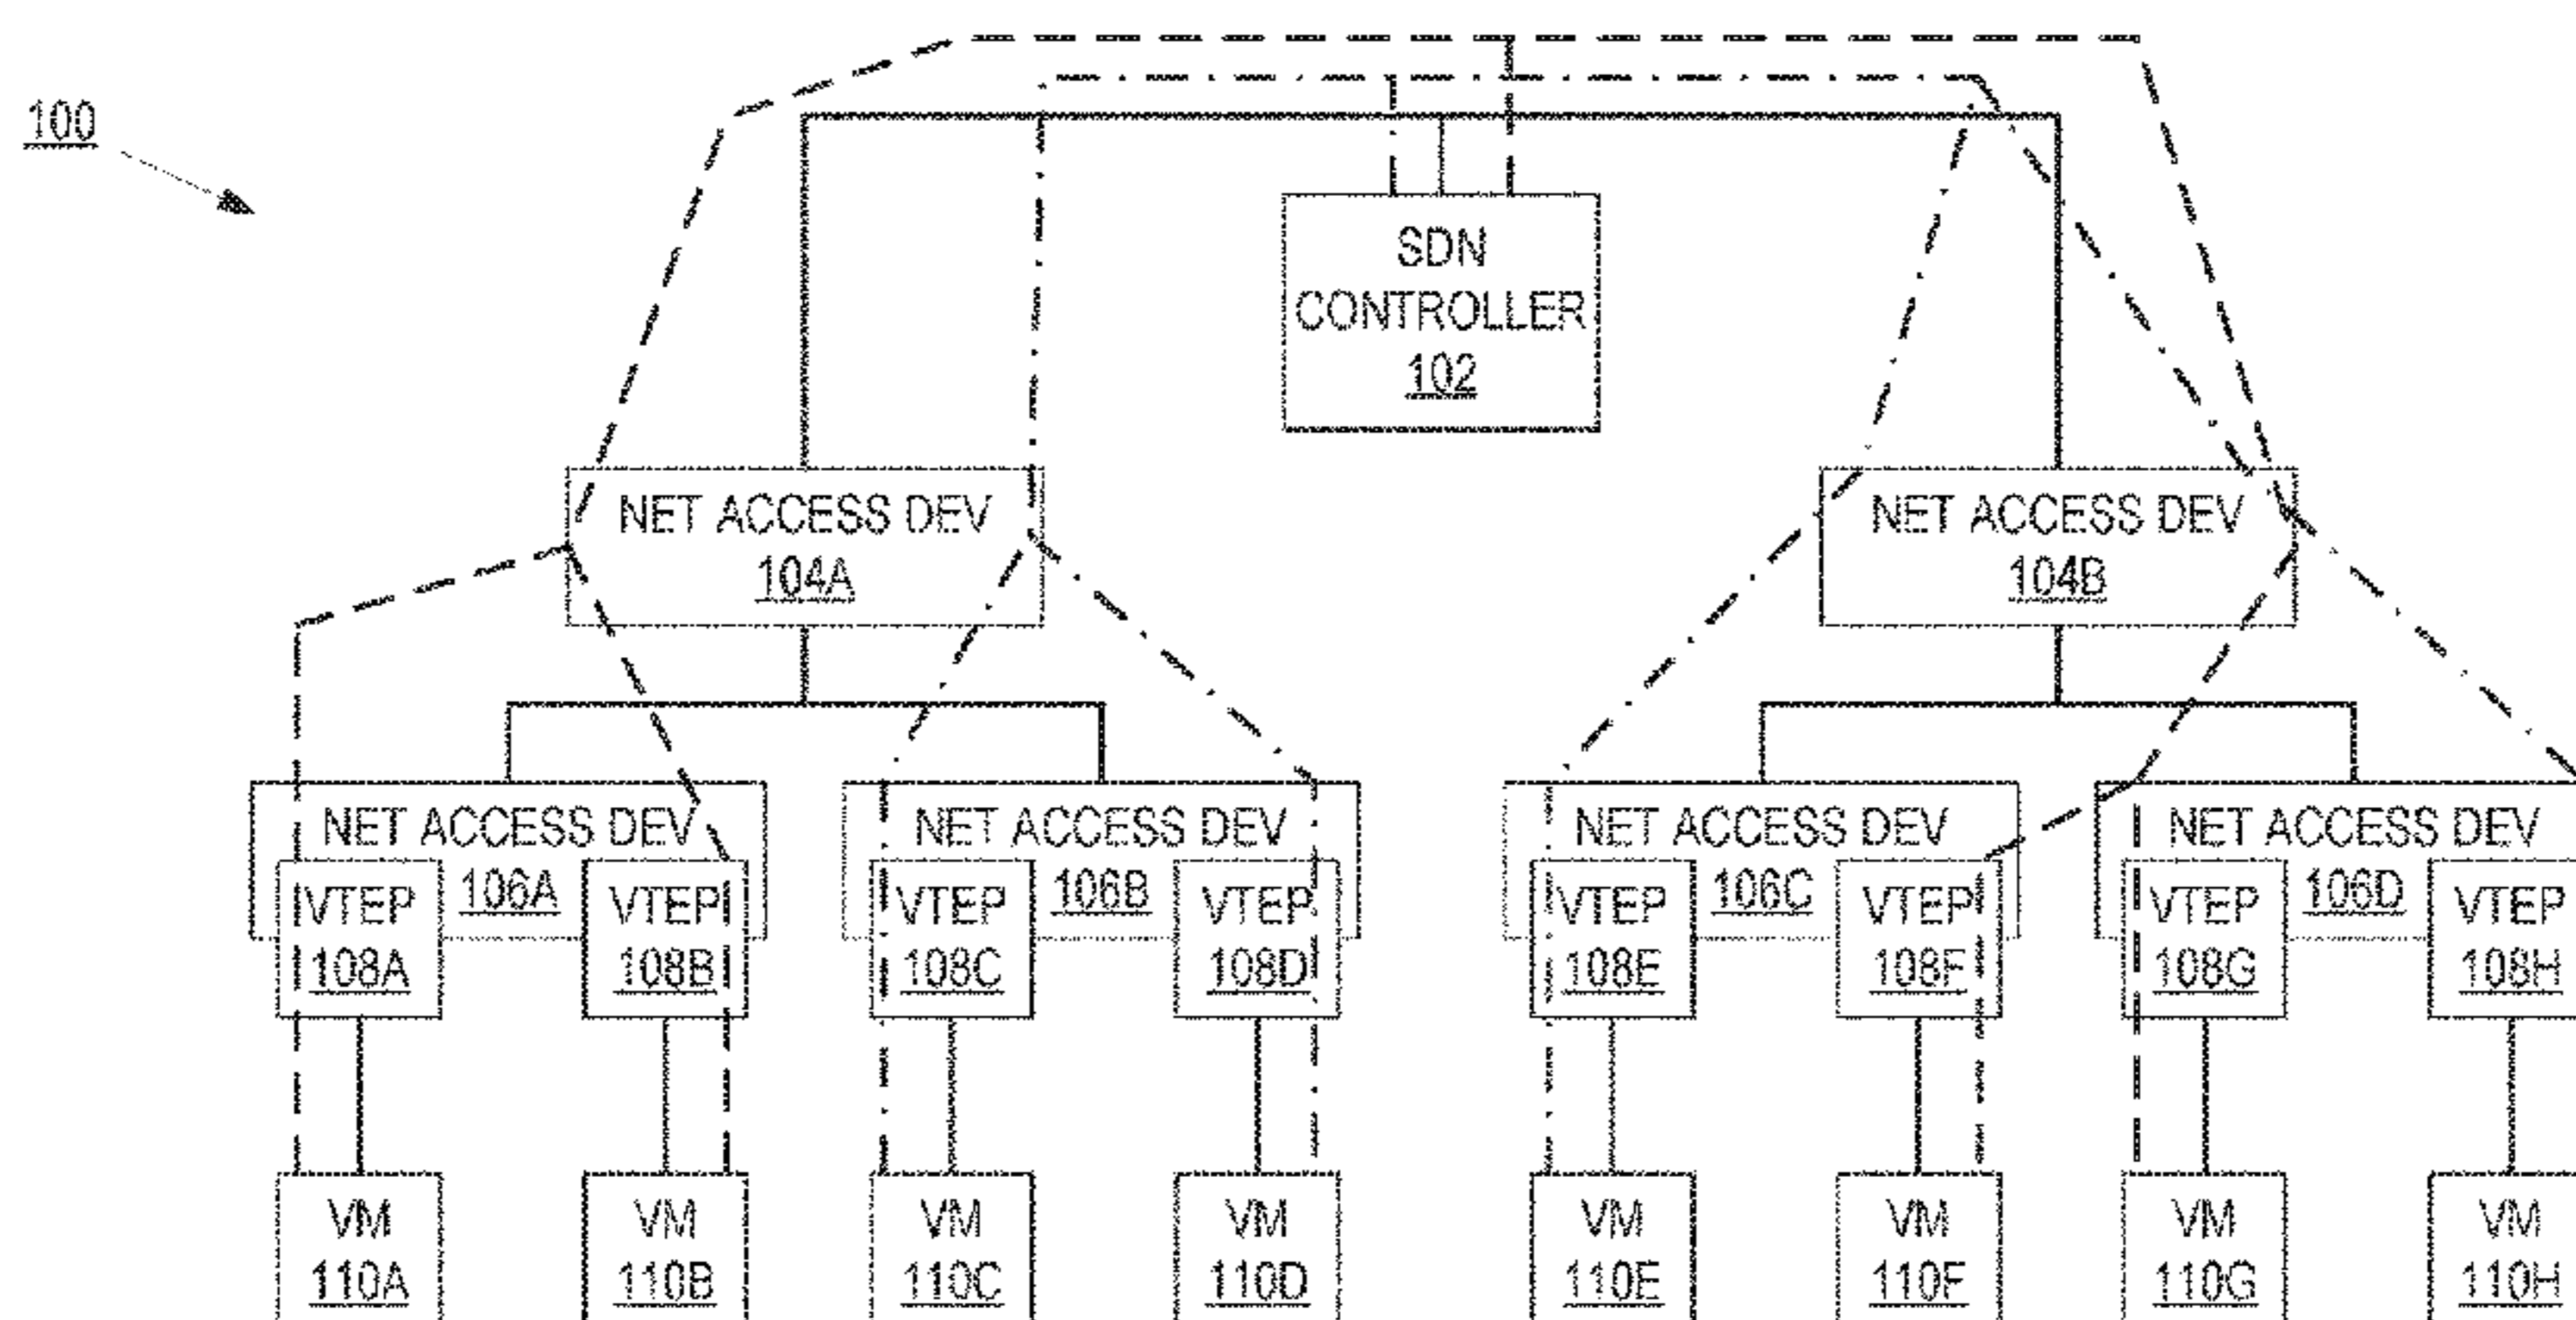 100
SDN
CONTROLLER
102
NET ACCESS DEV
104A
NET ACCESS DEV
104B
NET ACCESS DEV
106A
NET ACCESS DEV
106B
NET ACCESS DEV
106C
NET ACCESS DEV
106D
VTEP
108A
VTEP
108B
VTEP
108C
VTEP
108D
VTEP
108E
VTEP
108F
VTEP
108G
VTEP
108H
VM
110A
VM
110B
VM
110C
VM
110D
VM
110E
VM
110F
VM
110G
VM
110H